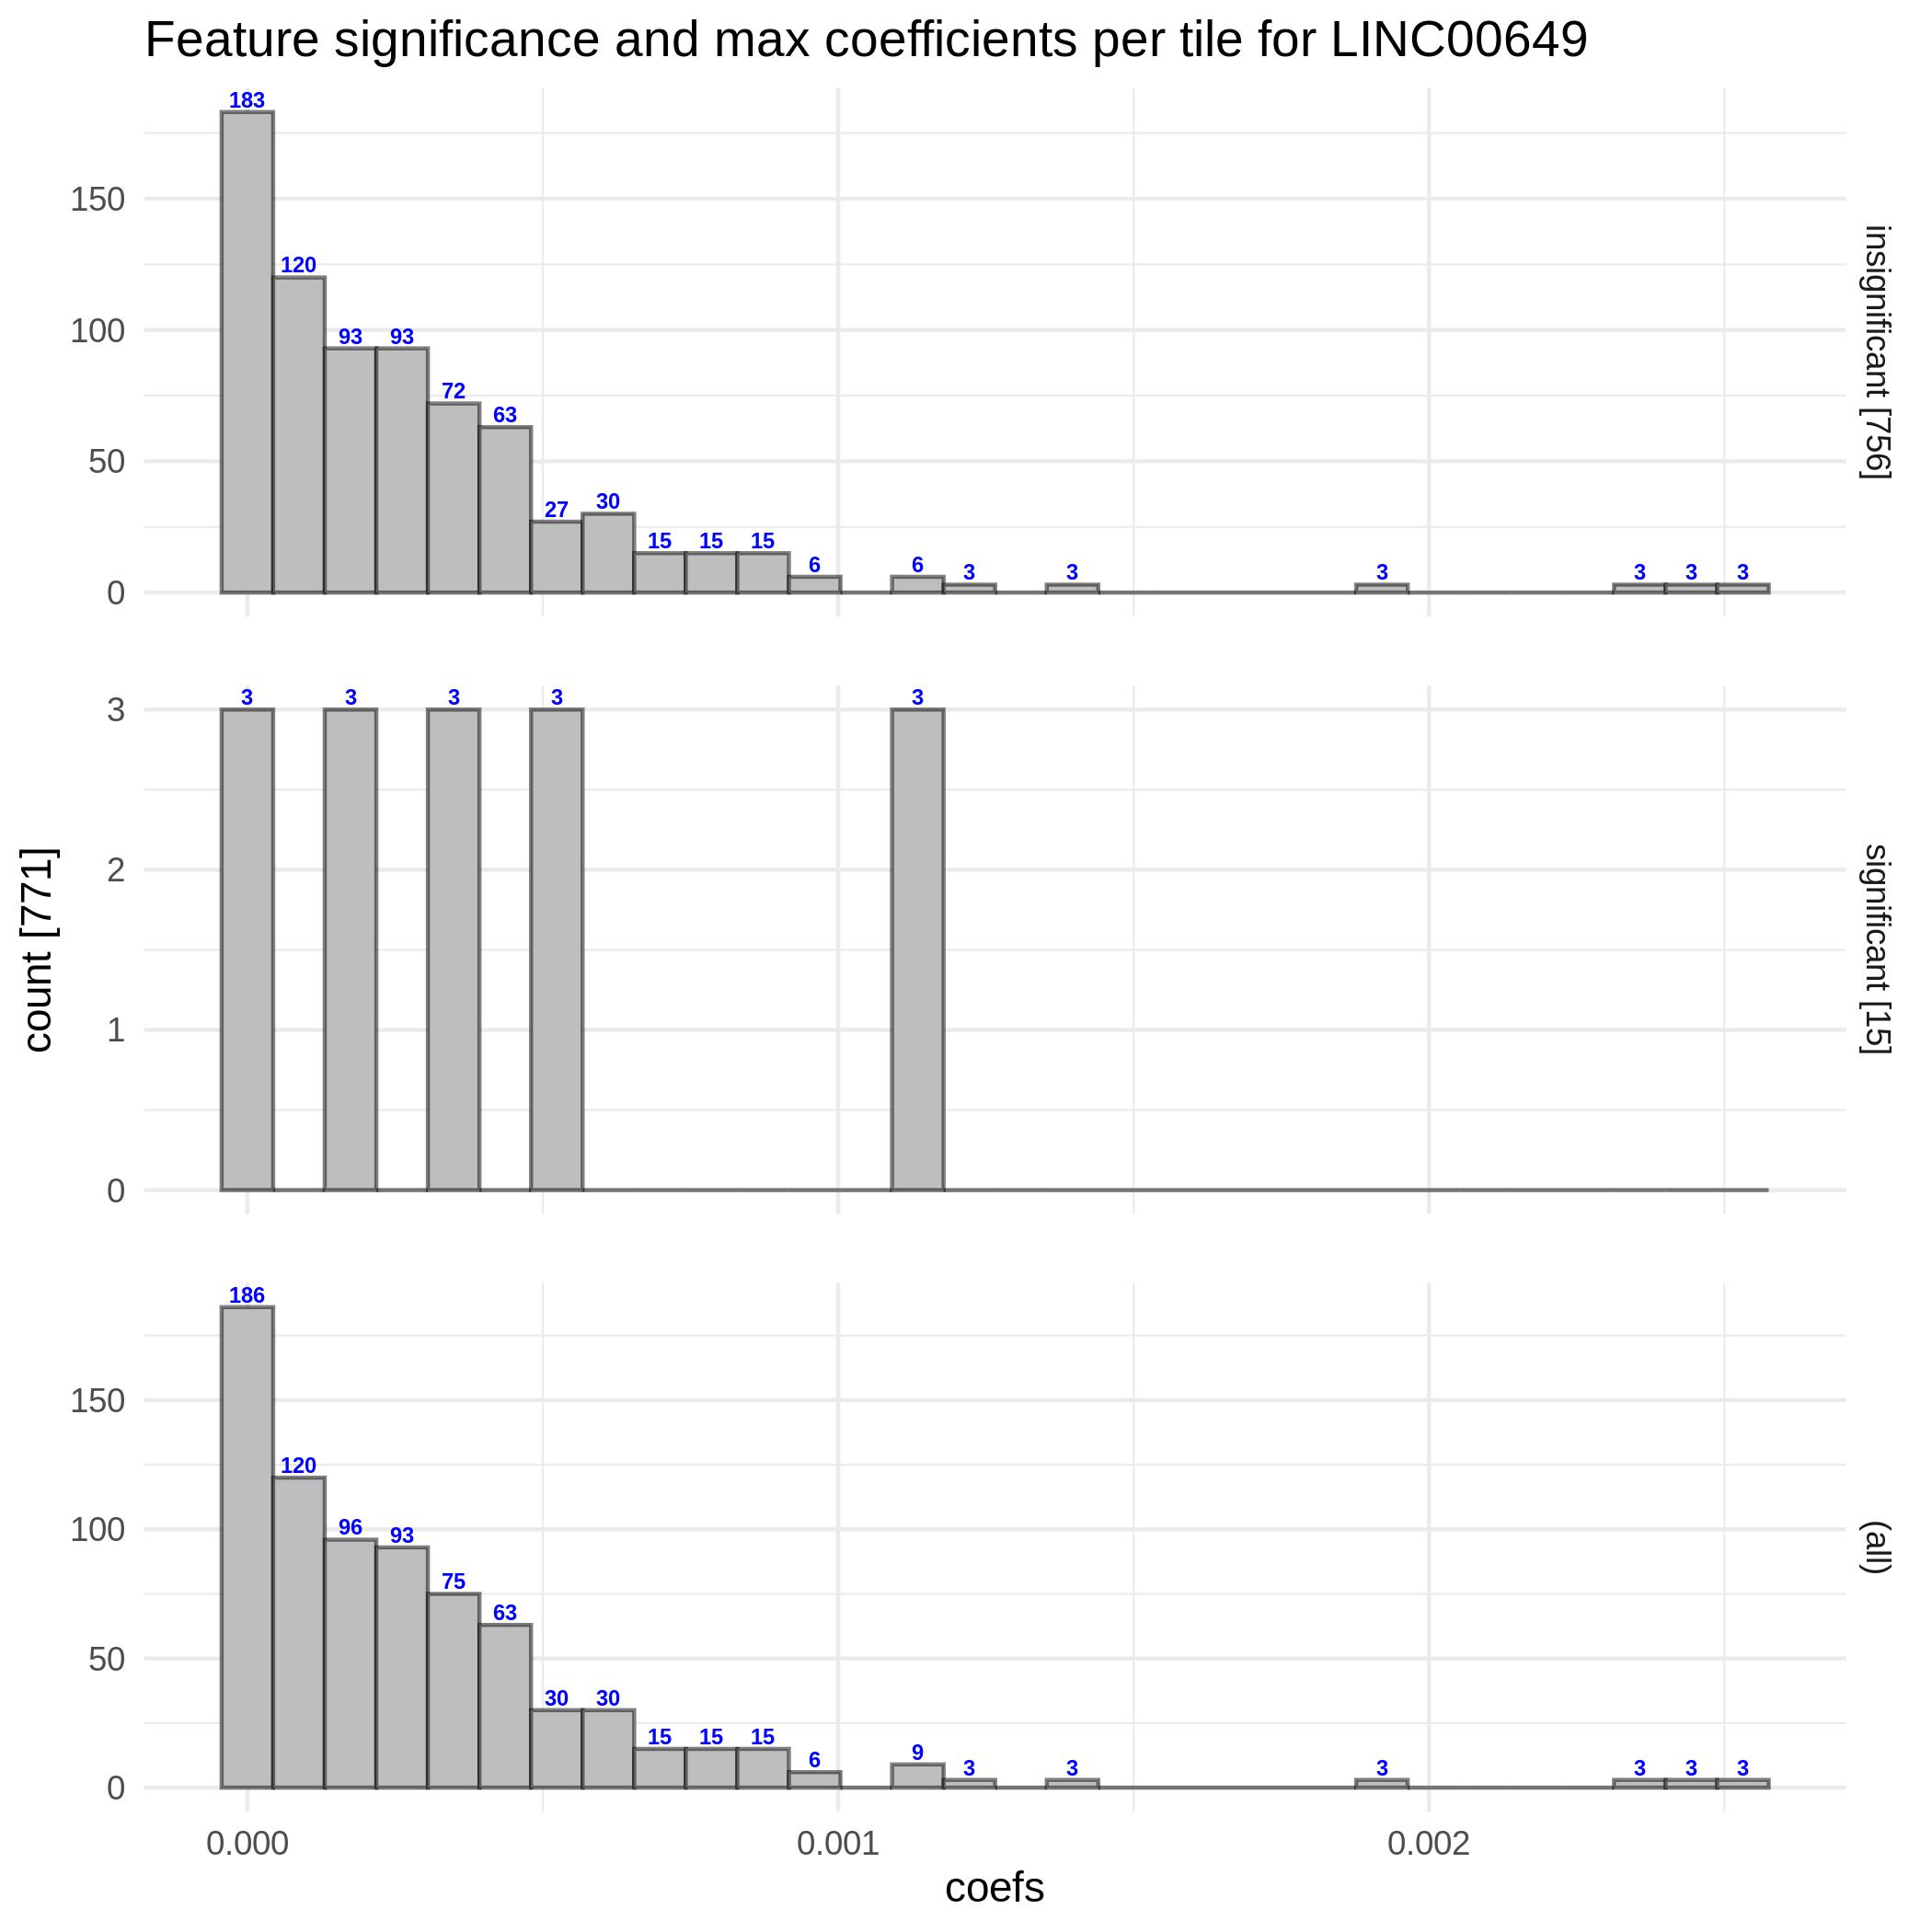 Feature significance and max coefficients per tile for LINC00649
183
120
93 93
72
63
27 30
15 15 15
6 6 3 3 3 3 3 3
150
100
50
0
insignificant [756]
3 3 3 3 3
3
2
1
0
significant [15]
count [771]
186
120
96 93
75
63
30 30
15 15 15
6 9 3 3 3 3 3 3
150
100
50
0
(all)
0.000 0.001 0.002
coefs